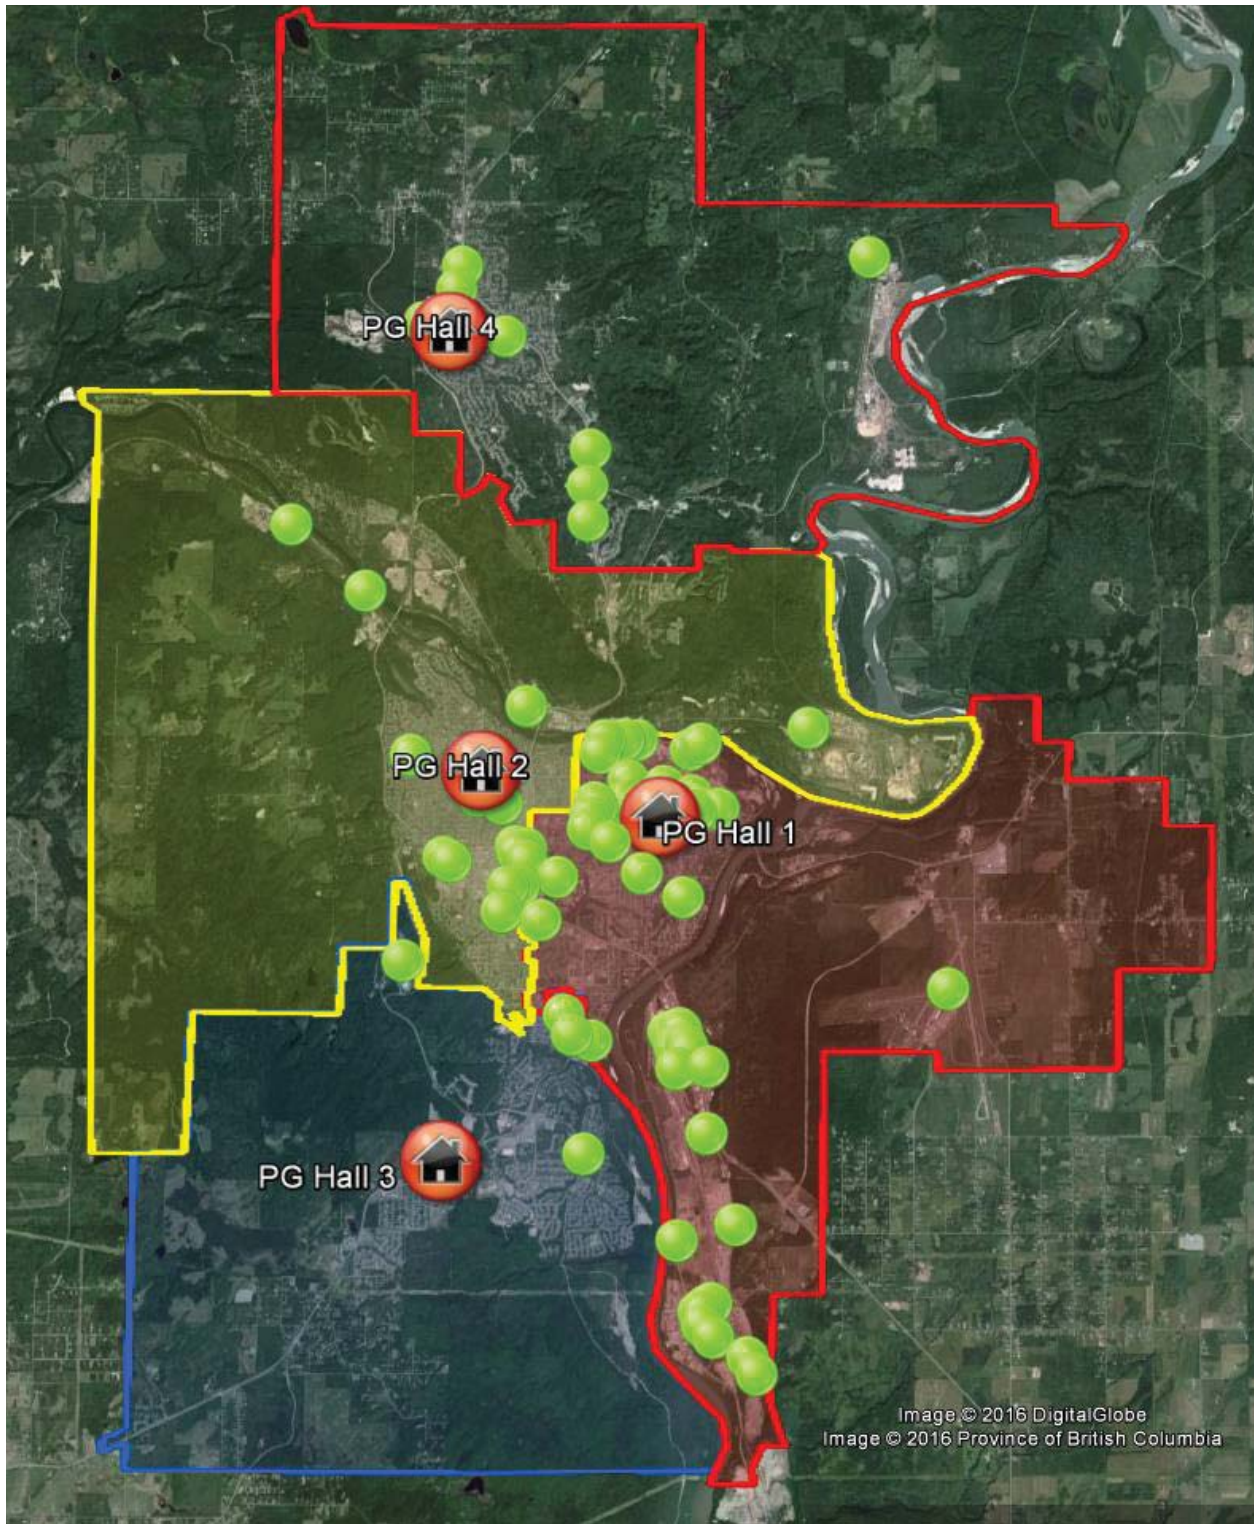 PG Hall 4
PG Hall 2
PG Hall 1
PG Hall 3
Image © 2016 DigitalGlobe
Image © 2016 Province of British Columbia